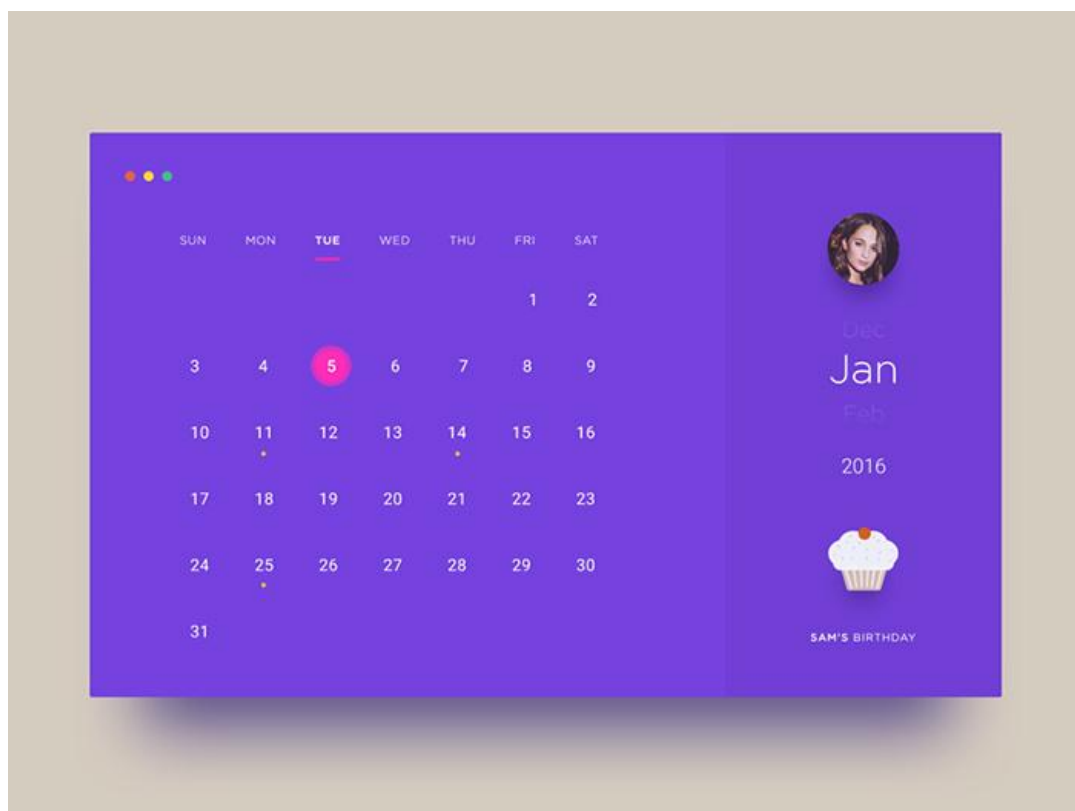 SUN MON TUE WED THU FRI SAT
1 2
3 4 5 6 7 8 9
10 11 12 13 14 15 16
17 18 19 20 21 22 23
24 25 26 27 28 29 30
31
Dec
Jan
Feb
2016
SAM'S BIRTHDAY